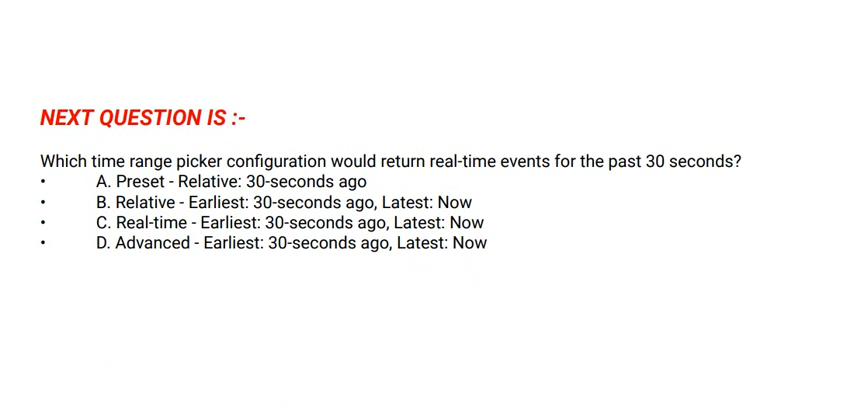 NEXT QUESTION IS :-
Which time range picker configuration would return real-time events for the past 30 seconds?
• A. Preset - Relative: 30-seconds ago
• B. Relative - Earliest: 30-seconds ago, Latest: Now
• C. Real-time - Earliest: 30-seconds ago, Latest: Now
• D. Advanced - Earliest: 30-seconds ago, Latest: Now